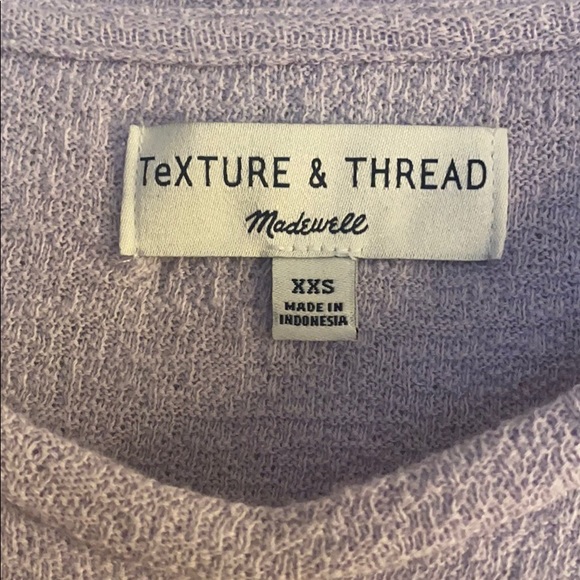 TeXTURE & THREAD
Madewell
XXS
MADE IN
INDONESIA